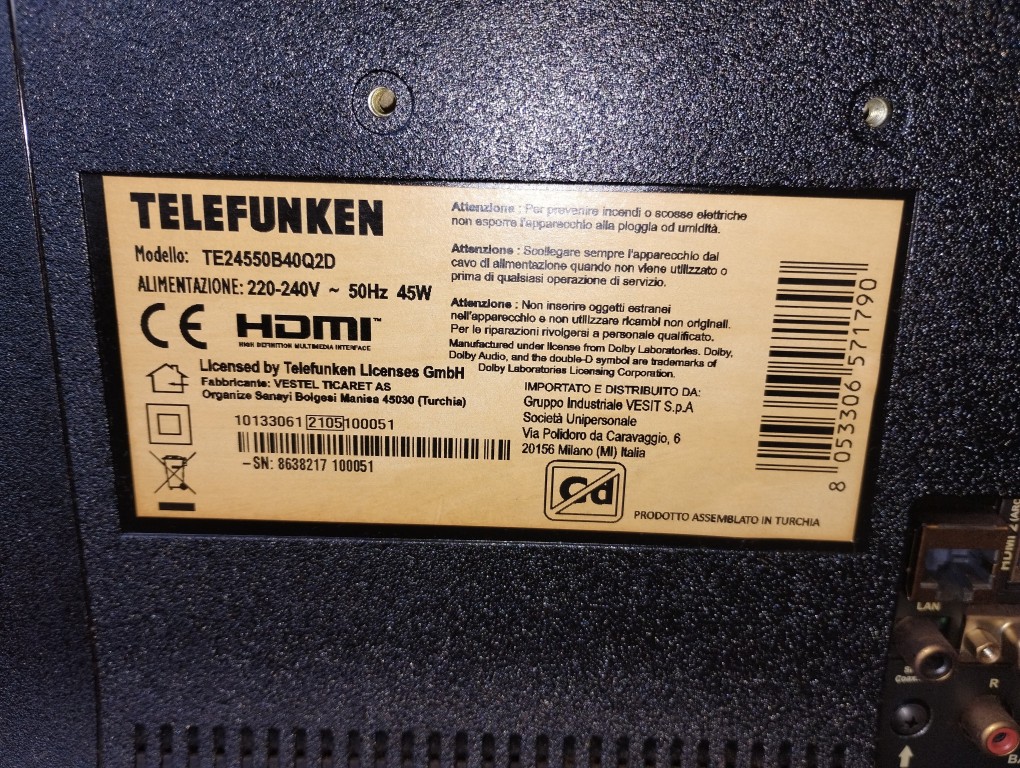 TELEFUNKEN
Modello: TE24550B40Q2D
ALIMENTAZIONE: 220-240V ~ 50Hz 45W
CE HDMI™
HIGH DEFINITION MULTIMEDIA INTERFACE
Licensed by Telefunken Licenses GmbH
Fabbricante: VESTEL TICARET AS
Organize Sanayi Bolgesi Manisa 45030 (Turchia)
10133061 2105 100051
-SN: 8638217 100051
Attenzione : Per prevenire incendi o scosse elettriche
non esporre l'apparecchio alla pioggia od umidità.
Attenzione : Scollegare sempre l'apparecchio dal
cavo di alimentazione quando non viene utilizzato o
prima di qualsiasi operazione di servizio.
Attenzione : Non inserire oggetti estranei
nell'apparecchio e non utilizzare ricambi non originali.
Per le riparazioni rivolgerai a personale qualificato.
Manufactured under license from Dolby Laboratories. Dolby,
Dolby Audio, and the double-D symbol are trademarks of
Dolby Laboratories Licensing Corporation.
IMPORTATO E DISTRIBUITO DA:
Gruppo Industriale VESIT S.p.A
Società Unipersonale
Via Polidoro da Caravaggio, 6
20156 Milano (MI) Italia
Cd
PRODOTTO ASSEMBLATO IN TURCHIA
8 053306 571790
LAN
HDMI 2
R